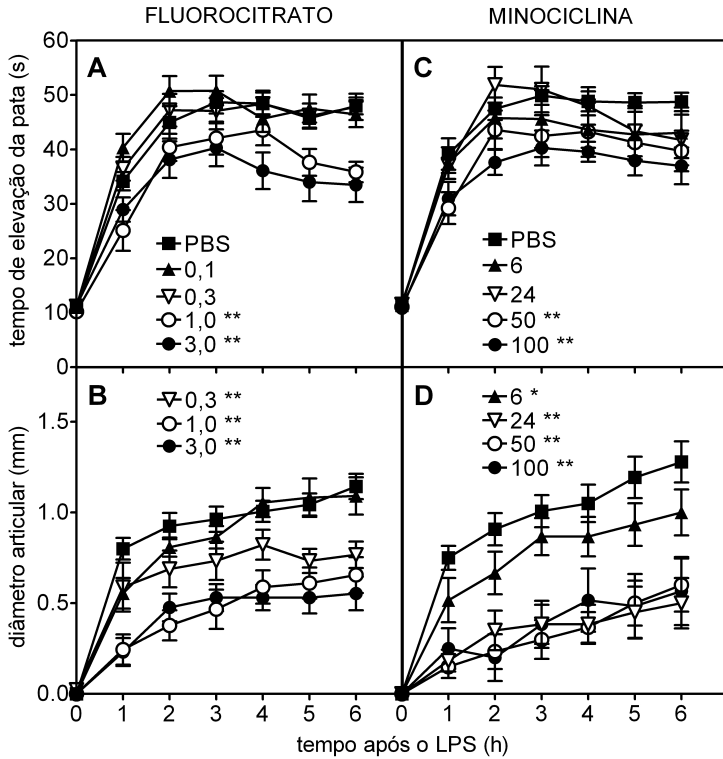 FLUOROCITRATO
MINOCICLINA
tempo de elevação da pata (s)
60
50
40
30
20
10
0
A
PBS
0,1
0,3
1,0 **
3,0 **
C
PBS
6
24
50 **
100 **
diâmetro articular (mm)
1.5
1.0
0.5
0.0
B
0,3 **
1,0 **
3,0 **
D
6 *
24 **
50 **
100 **
0 1 2 3 4 5 6
0 1 2 3 4 5 6
tempo após o LPS (h)